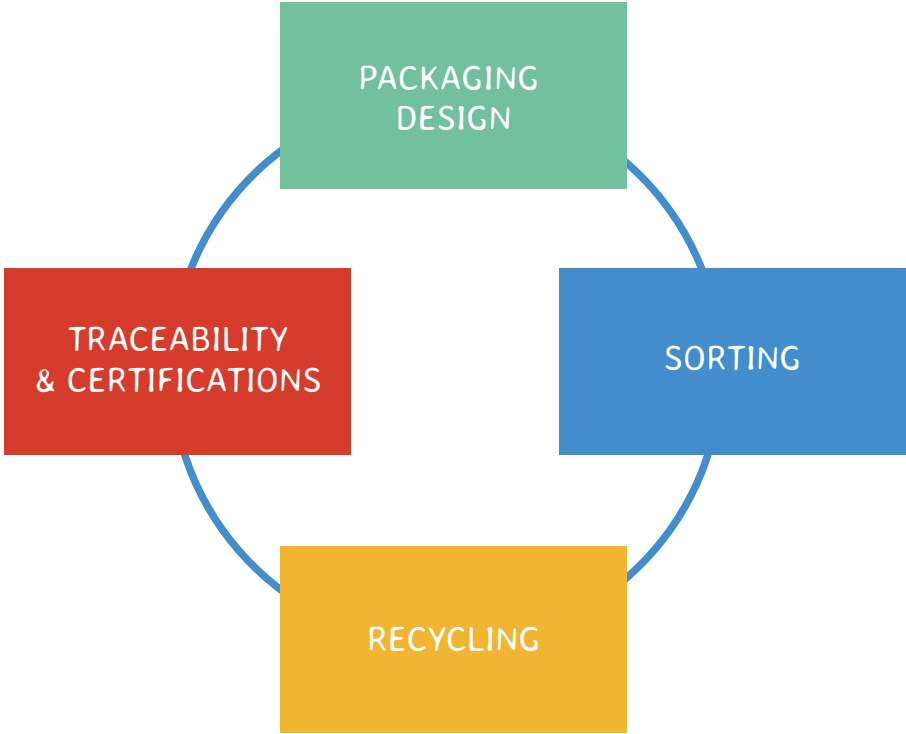 PACKAGING
DESIGN
TRACEABILITY
& CERTIFICATIONS
SORTING
RECYCLING